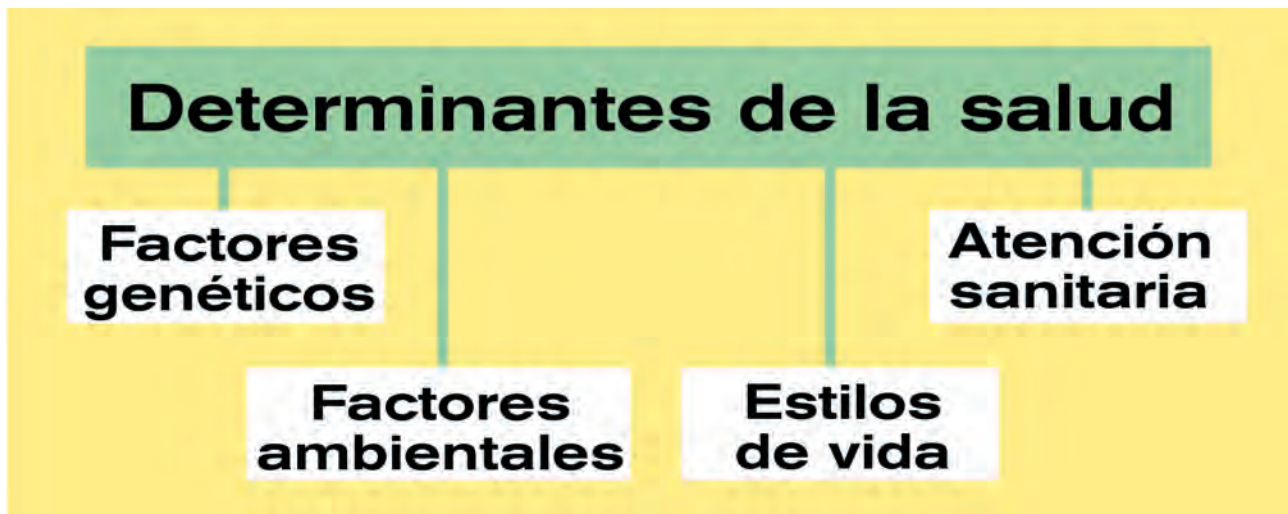 Determinantes de la salud
Factores
genéticos
Factores
ambientales
Estilos
de vida
Atención
sanitaria